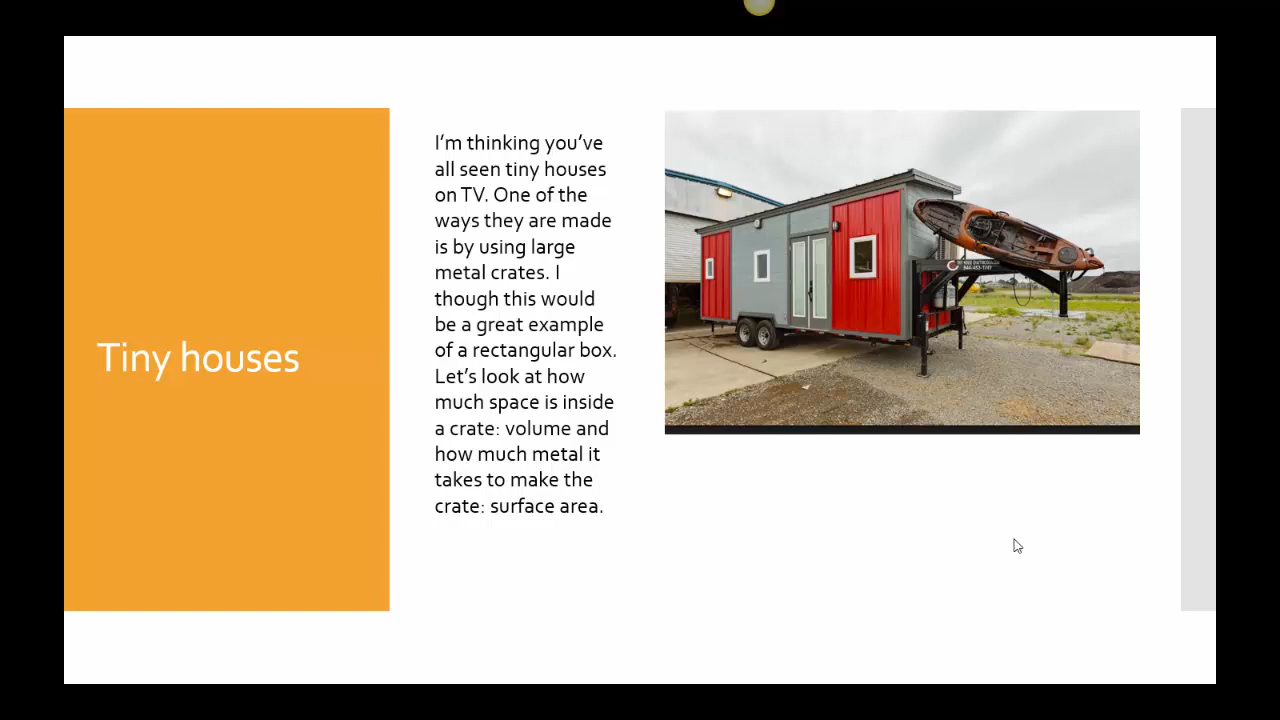 Tiny houses
I'm thinking you've
all seen tiny houses
on TV. One of the
ways they are made
is by using large
metal crates. I
though this would
be a great example
of a rectangular box.
Let's look at how
much space is inside
a crate: volume and
how much metal it
takes to make the
crate: surface area.